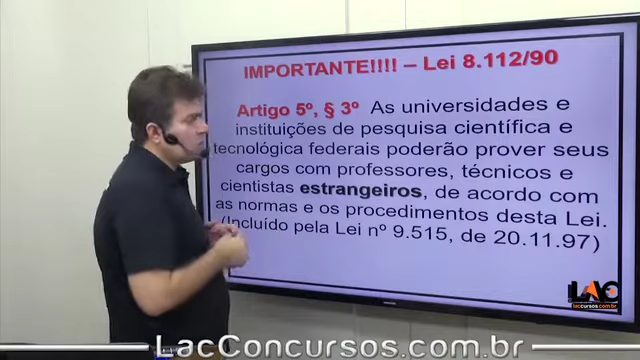 IMPORTANTE!!!! – Lei 8.112/90
Artigo 5º, § 3º As universidades e
instituições de pesquisa científica e
tecnológica federais poderão prover seus
cargos com professores, técnicos e
cientistas estrangeiros, de acordo com
as normas e os procedimentos desta Lei.
(Incluído pela Lei nº 9.515, de 20.11.97)
LAC
laccursos.com.br
LacConcursos.com.br